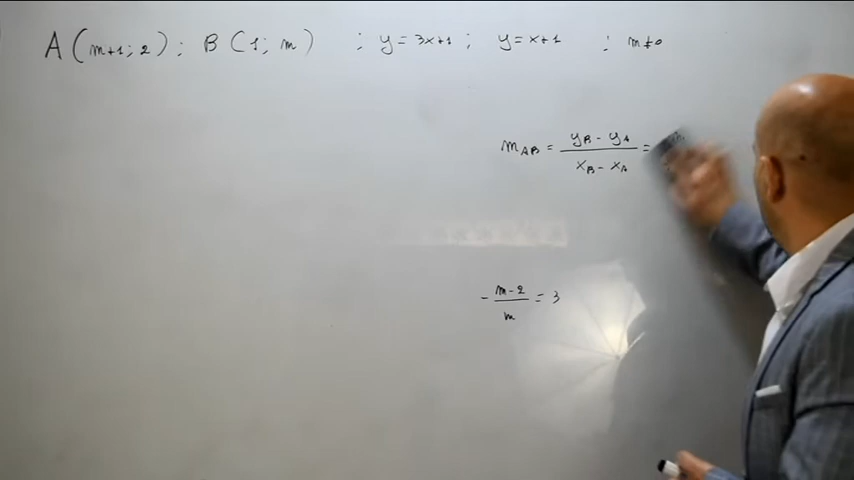 A(m+1; 2) ; B(1; m) ; y=3x+1 ; y=x+1 ; m≠0
m_AB = (y_B - y_A)/(x_B - x_A) =
- (m-2)/m = 3